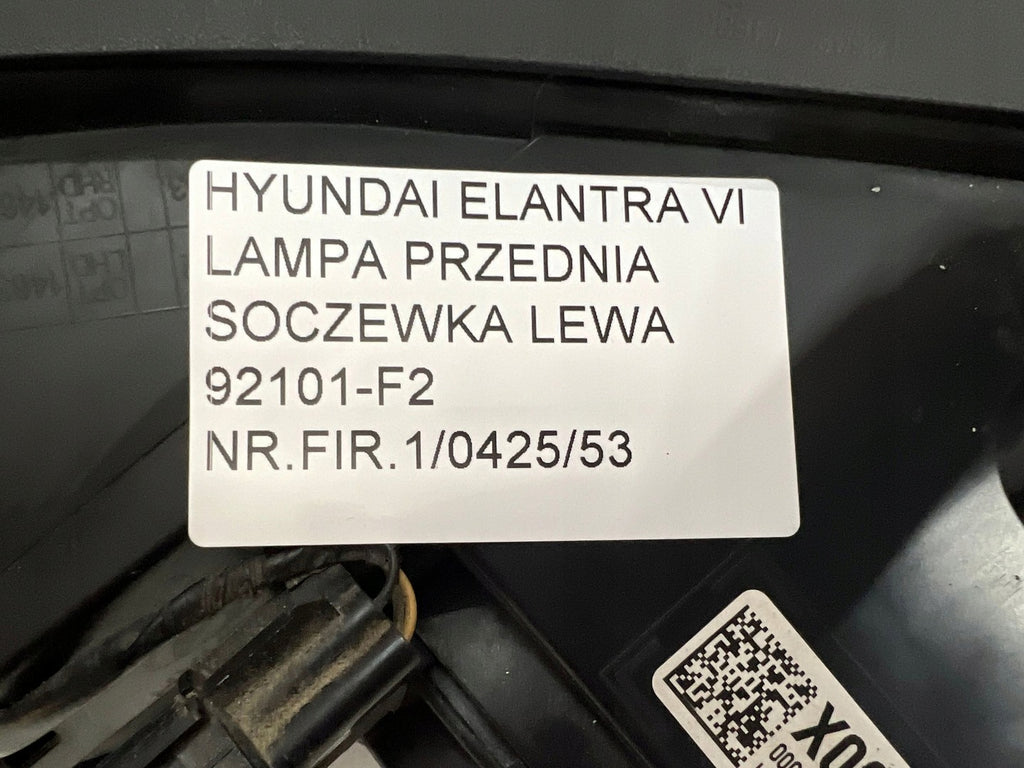 HYUNDAI ELANTRA VI
LAMPA PRZEDNIA
SOCZEWKA LEWA
92101-F2
NR.FIR.1/0425/53